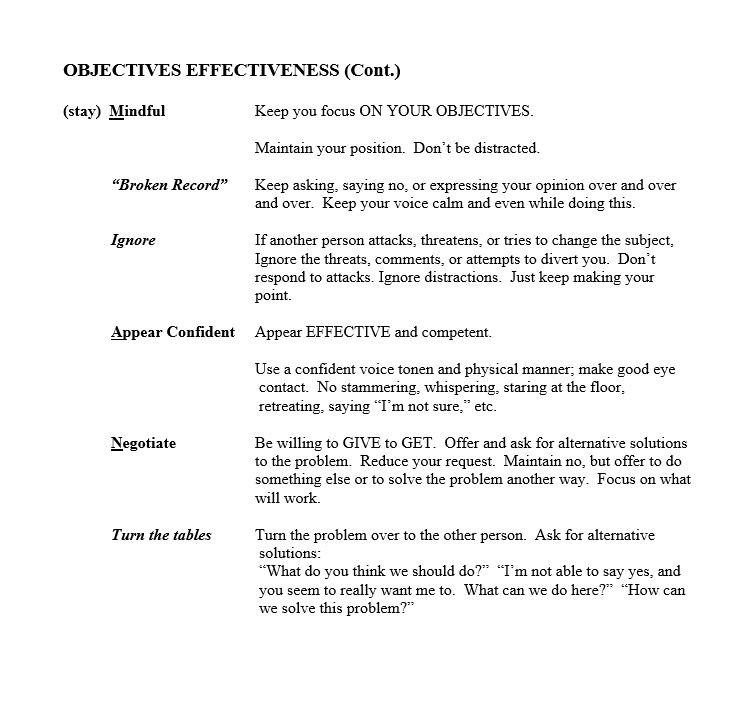 OBJECTIVES EFFECTIVENESS (Cont.)
(stay) Mindful Keep you focus ON YOUR OBJECTIVES.
Maintain your position. Don’t be distracted.
“Broken Record” Keep asking, saying no, or expressing your opinion over and over
and over. Keep your voice calm and even while doing this.
Ignore If another person attacks, threatens, or tries to change the subject,
Ignore the threats, comments, or attempts to divert you. Don’t
respond to attacks. Ignore distractions. Just keep making your
point.
Appear Confident Appear EFFECTIVE and competent.
Use a confident voice tonen and physical manner; make good eye
contact. No stammering, whispering, staring at the floor,
retreating, saying “I’m not sure,” etc.
Negotiate Be willing to GIVE to GET. Offer and ask for alternative solutions
to the problem. Reduce your request. Maintain no, but offer to do
something else or to solve the problem another way. Focus on what
will work.
Turn the tables Turn the problem over to the other person. Ask for alternative
solutions:
“What do you think we should do?” “I’m not able to say yes, and
you seem to really want me to. What can we do here?” “How can
we solve this problem?”